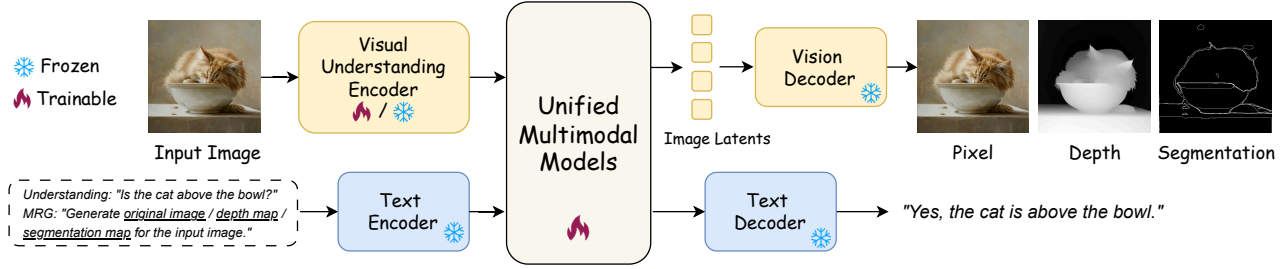 Frozen
Trainable
Input Image
Visual
Understanding
Encoder
/
Unified
Multimodal
Models
Image Latents
Vision
Decoder
Pixel
Depth
Segmentation
Understanding: "Is the cat above the bowl?"
MRG: "Generate original image / depth map /
segmentation map for the input image."
Text
Encoder
Text
Decoder
"Yes, the cat is above the bowl."